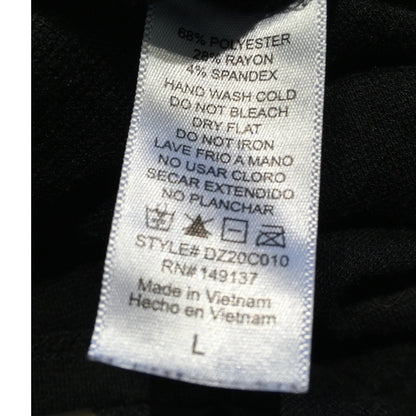 68% POLYESTER
28% RAYON
4% SPANDEX
HAND WASH COLD
DO NOT BLEACH
DRY FLAT
DO NOT IRON
LAVE FRIO A MANO
NO USAR CLORO
SECAR EXTENDIDO
NO PLANCHAR
STYLE# DZ20C010
RN# 149137
Made in Vietnam
Hecho en Vietnam
L